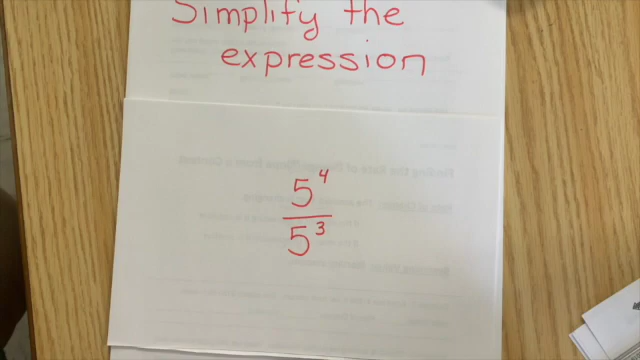 Simplify the
expression
5⁴
5³